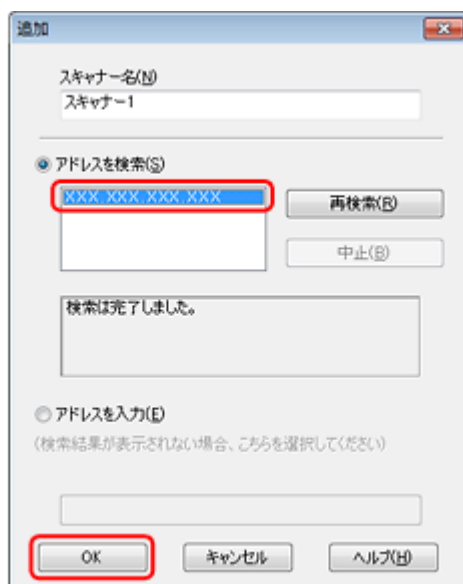 追加
スキャナー名(N)
スキャナー1
アドレスを検索(S)
XXX.XXX.XXX.XXX
再検索(R)
中止(B)
検索は完了しました。
アドレスを入力(E)
(検索結果が表示されない場合、こちらを選択してください)
OK
キャンセル
ヘルプ(H)